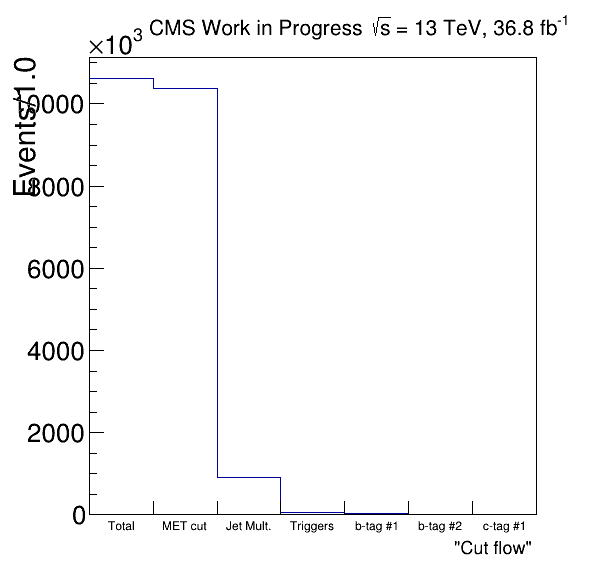 ×10³ CMS Work in Progress √s = 13 TeV, 36.8 fb⁻¹
Events/1.0
10000
8000
6000
4000
2000
0
Total MET cut Jet Mult. Triggers b-tag #1 b-tag #2 c-tag #1
"Cut flow"